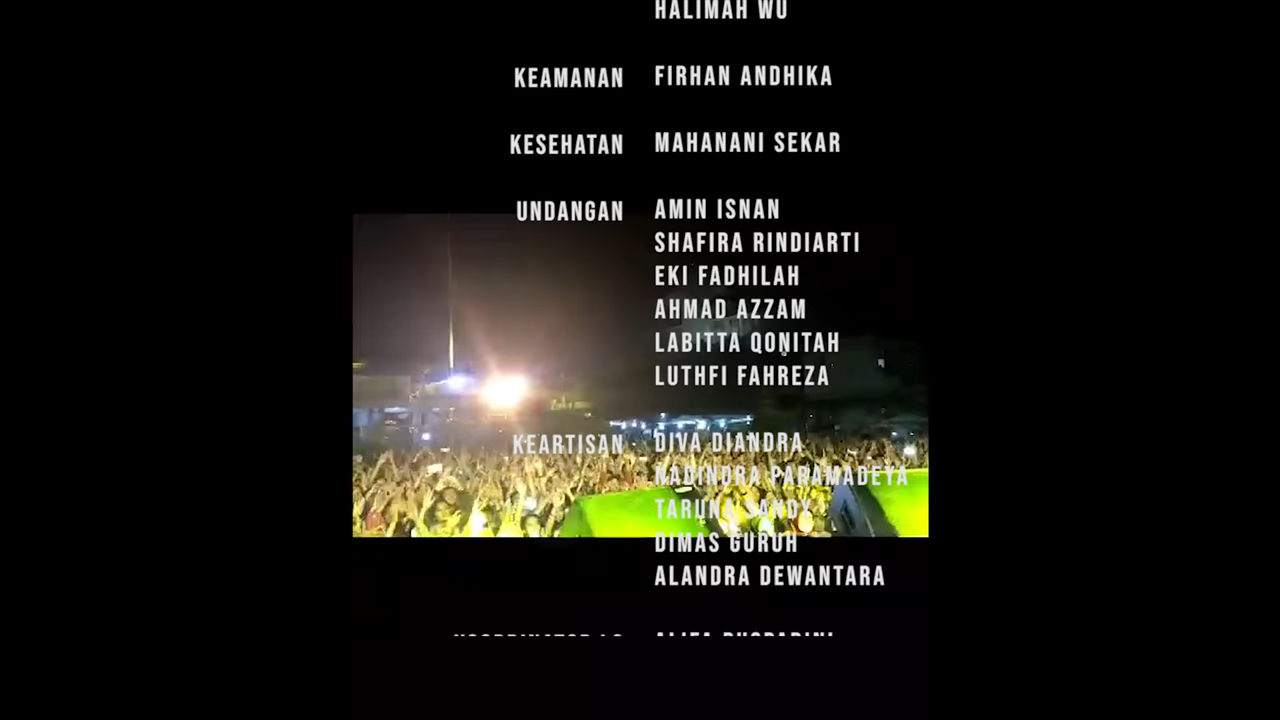 HALIMAH WU
KEAMANAN FIRHAN ANDHIKA
KESEHATAN MAHANANI SEKAR
UNDANGAN AMIN ISNAN
SHAFIRA RINDIARTI
EKI FADHILAH
AHMAD AZZAM
LABITTA QONITAH
LUTHFI FAHREZA
KEARTISAN DIVA DIANDRA
NADINDRA PARAMADEYA
TARUNA SANDY
DIMAS GURUH
ALANDRA DEWANTARA